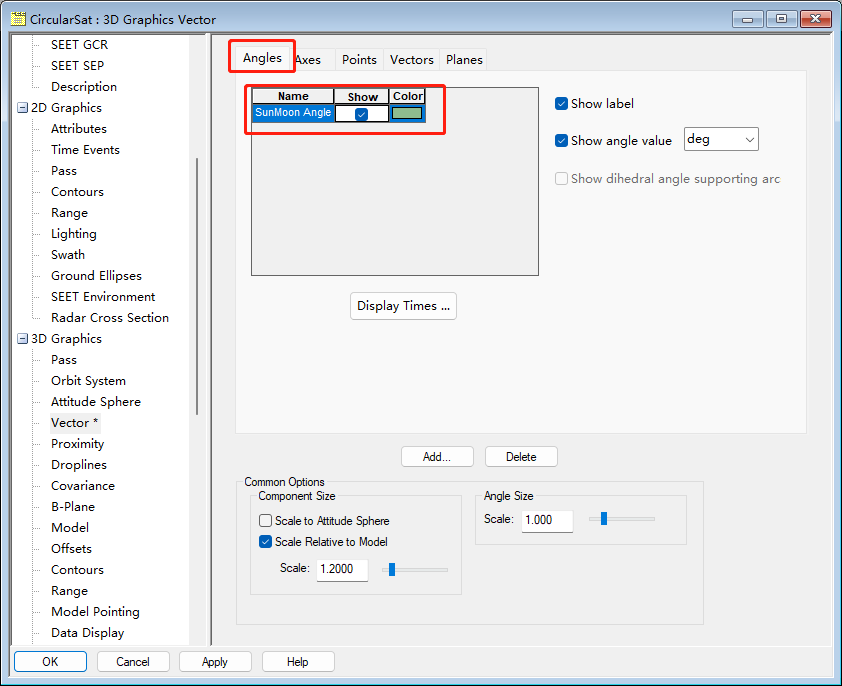 CircularSat : 3D Graphics Vector
SEET GCR
SEET SEP
Description
2D Graphics
Attributes
Time Events
Pass
Contours
Range
Lighting
Swath
Ground Ellipses
SEET Environment
Radar Cross Section
3D Graphics
Pass
Orbit System
Attitude Sphere
Vector *
Proximity
Droplines
Covariance
B-Plane
Model
Offsets
Contours
Range
Model Pointing
Data Display
Angles Axes Points Vectors Planes
Name Show Color
SunMoon Angle
Show label
Show angle value deg
Show dihedral angle supporting arc
Display Times ...
Add... Delete
Common Options
Component Size
Scale to Attitude Sphere
Scale Relative to Model
Scale: 1.2000
Angle Size
Scale: 1.000
OK Cancel Apply Help